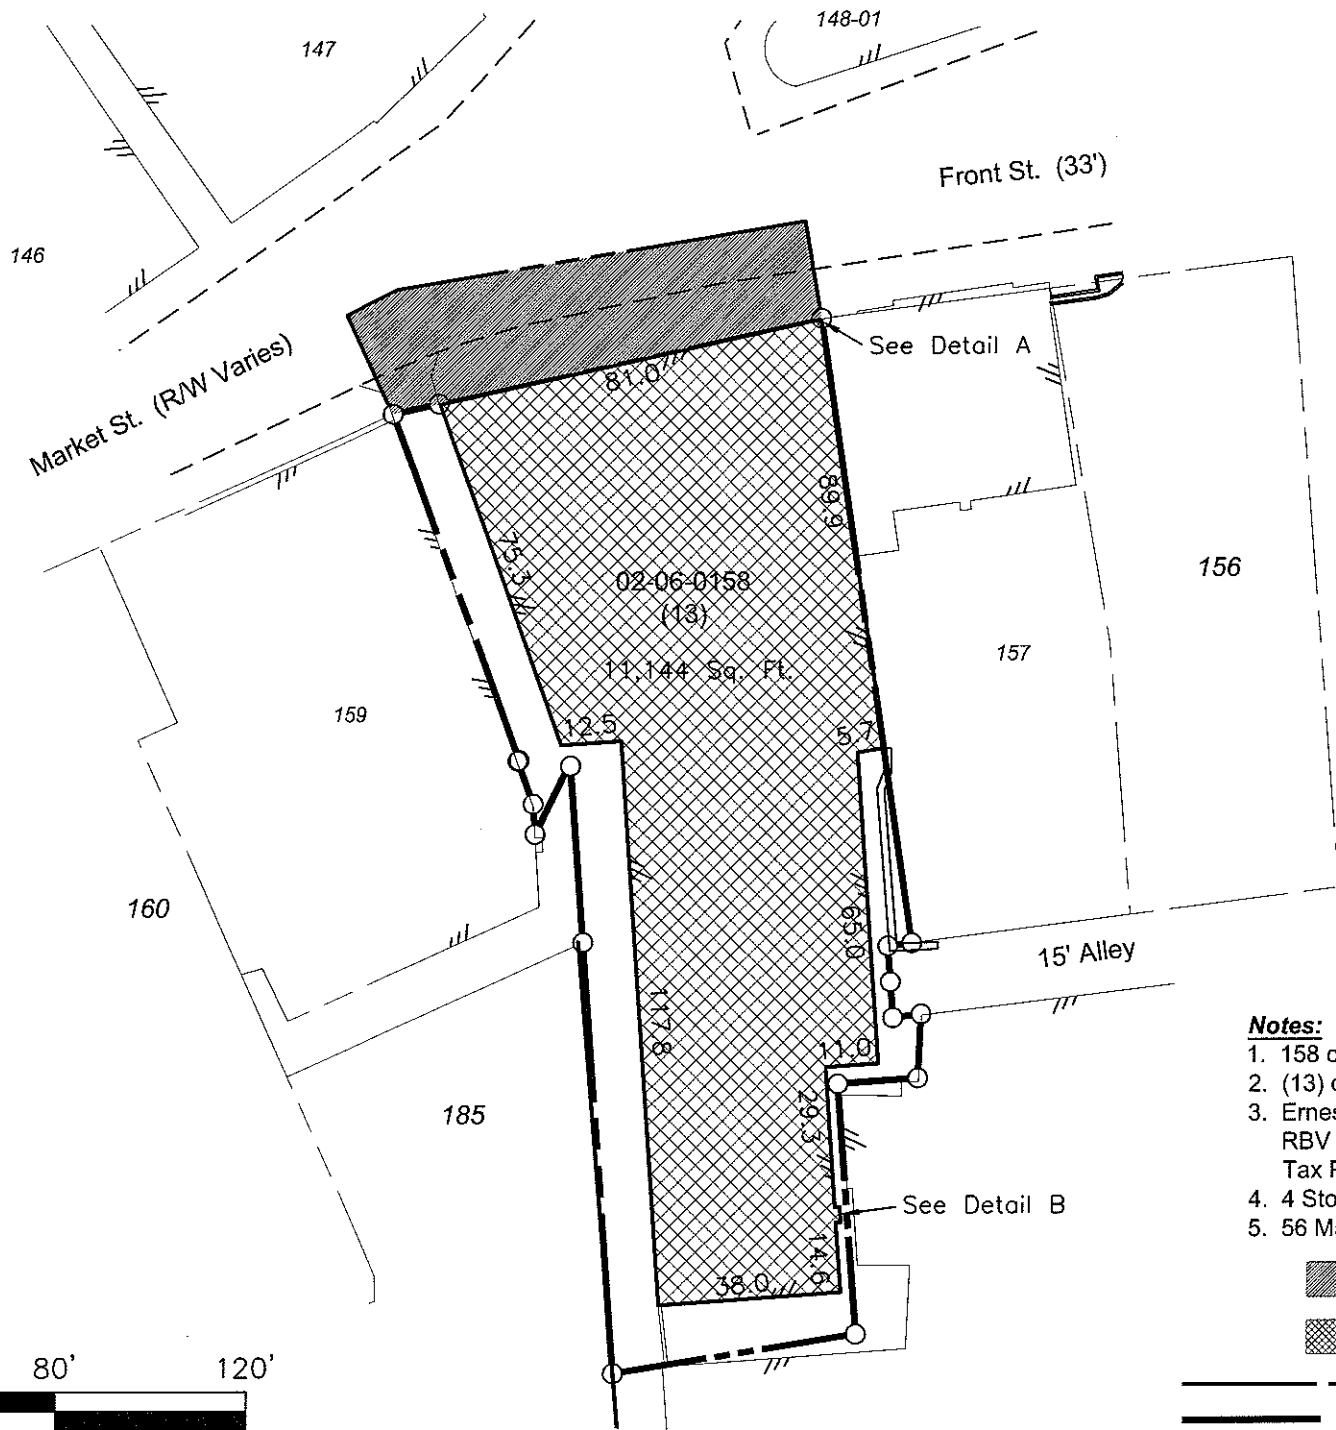 147
148-01
Front St. (33')
146
See Detail A
81.0
Market St. (R/W Varies)
89.9
75.3
02-06-0158
(13)
11,144 Sq. Ft.
156
157
159
12.5
5.7
160
65.0
15' Alley
117.8
11.0
185
29.3
See Detail B
14.6
38.0
Notes:
1. 158 c
2. (13) c
3. Ernes
RBV
Tax P
4. 4 Sto
5. 56 Ma
80' 120'